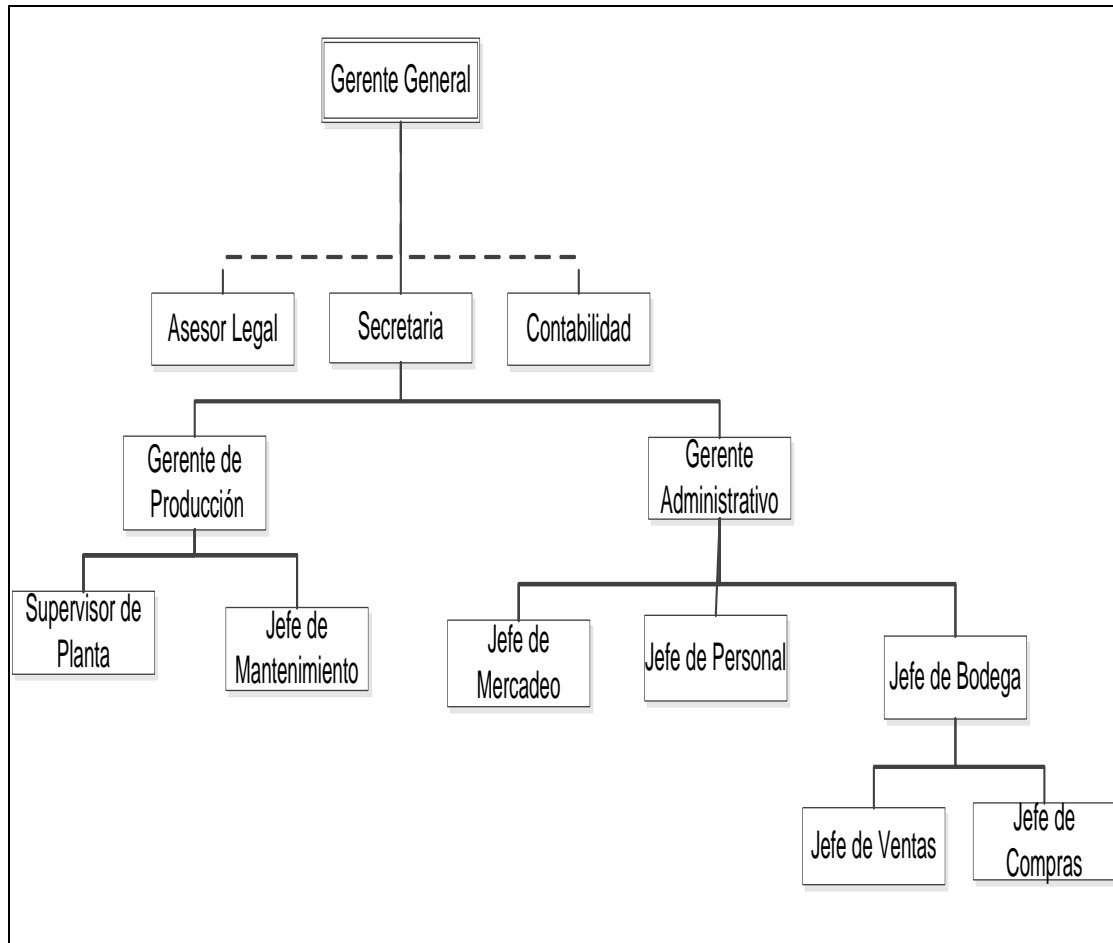 Gerente General
Asesor Legal
Secretaria
Contabilidad
Gerente de
Producción
Gerente
Administrativo
Supervisor de
Planta
Jefe de
Mantenimiento
Jefe de
Mercadeo
Jefe de Personal
Jefe de Bodega
Jefe de Ventas
Jefe de
Compras